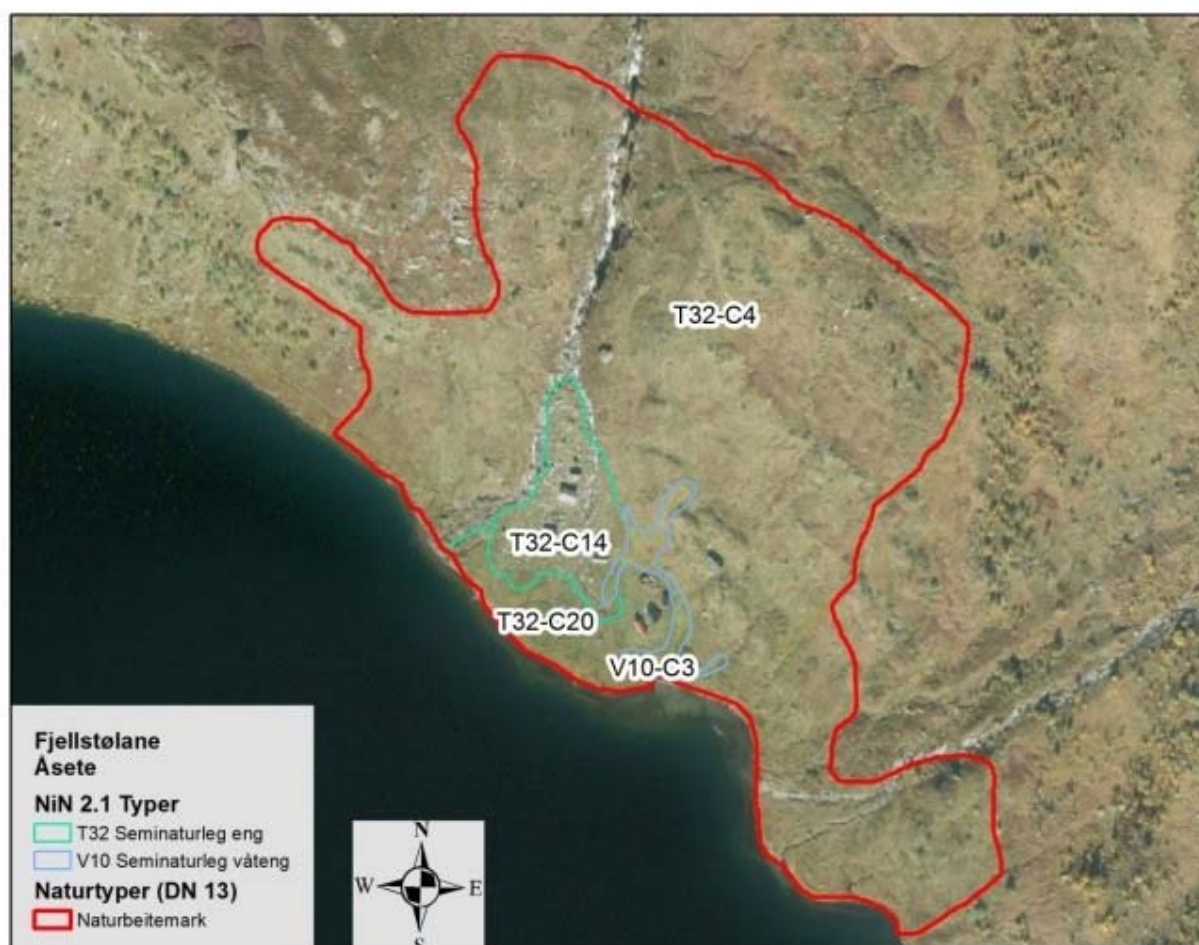 T32-C4
T32-C14
T32-C20
V10-C3
Fjellstølane
Åsete
NiN 2.1 Typer
T32 Seminaturleg eng
V10 Seminaturleg våteng
Naturtyper (DN 13)
Naturbeitemark
N
W E
S